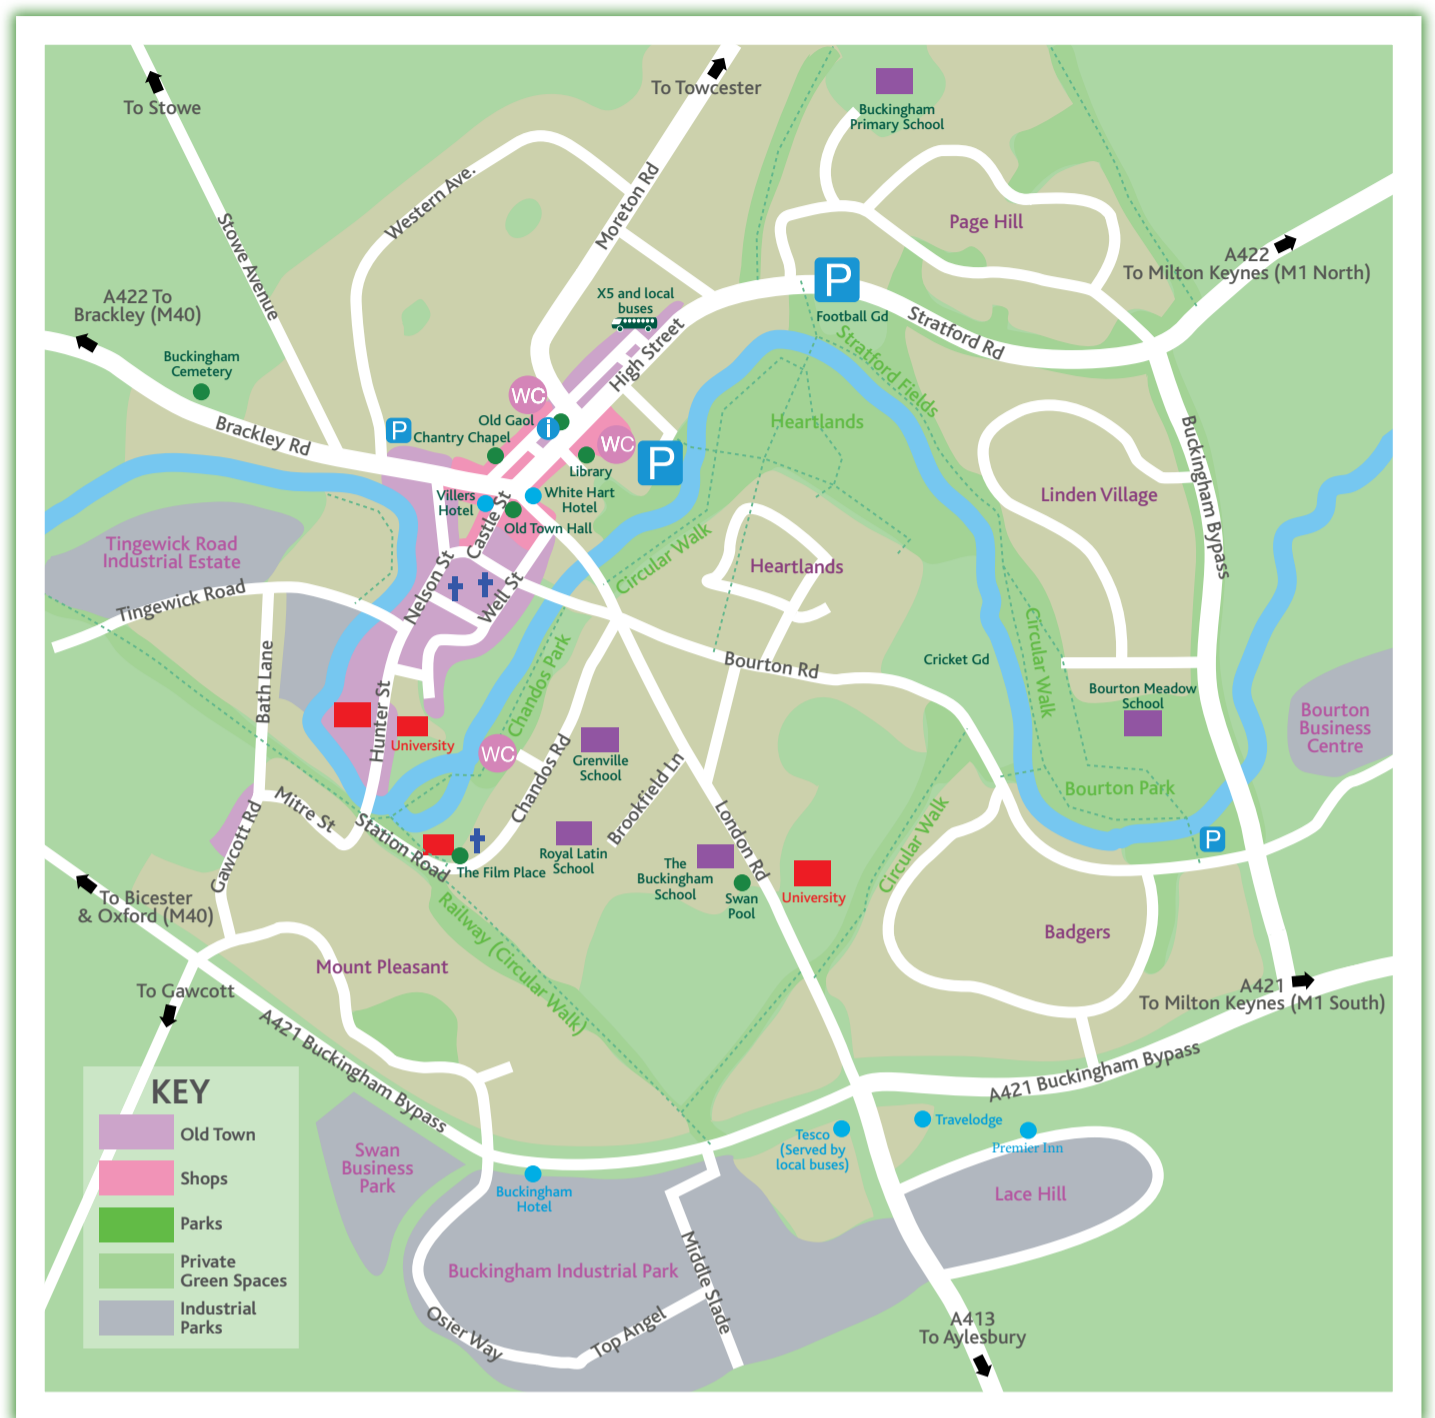 To Stowe
To Towcester
Buckingham
Primary School
Western Ave.
Moreton Rd
Stowe Avenue
Page Hill
A422
To Milton Keynes (M1 North)
A422 To
Brackley (M40)
X5 and local
buses
P
Football Gd
Stratford Rd
High Street
Stratford Fields
Buckingham
Cemetery
WC
Old Gaol
i
P
Chantry Chapel
Brackley Rd
WC
P
Library
Heartlands
Buckingham Bypass
Villers
Hotel
White Hart
Hotel
Castle St
Old Town Hall
Linden Village
Tingewick Road
Industrial Estate
Circular Walk
Heartlands
Nelson St
Well St
Tingewick Road
Circular Walk
Bath Lane
Chandos Park
Bourton Rd
Cricket Gd
Bourton Meadow
School
Bourton
Business
Centre
Hunter St
University
WC
Chandos Rd
Grenville
School
Brookfield Ln
London Rd
Bourton Park
Mitre St
Station Road
Gawcott Rd
Circular Walk
P
The Film Place
Royal Latin
School
The
Buckingham
School
Swan
Pool
University
To Bicester
& Oxford (M40)
Railway (Circular Walk)
Badgers
Mount Pleasant
To Gawcott
A421
To Milton Keynes (M1 South)
A421 Buckingham Bypass
A421 Buckingham Bypass
KEY
Old Town
Shops
Parks
Private
Green Spaces
Industrial
Parks
Swan
Business
Park
Tesco
(Served by
local buses)
Travelodge
Premier Inn
Buckingham
Hotel
Lace Hill
Buckingham Industrial Park
Middle Slade
Osier Way
Top Angel
A413
To Aylesbury